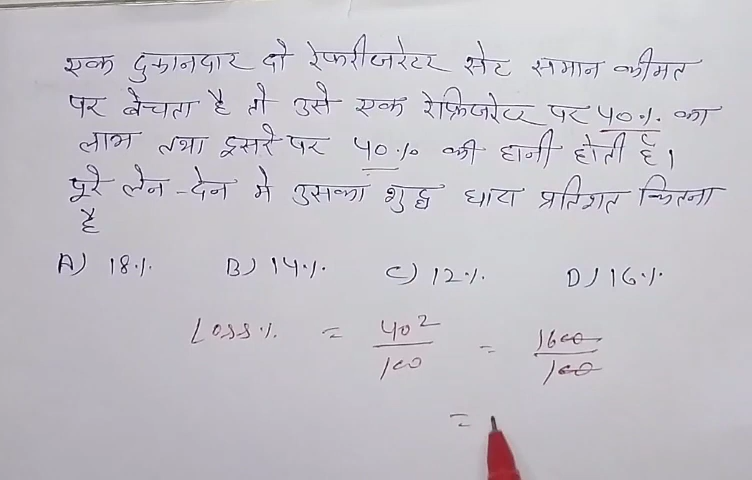 एक दुकानदार दो रेफरीजरेटर सेट समान कीमत
पर बेचता है तो उसे एक रेफ्रिजरेटर पर 40% का
लाभ तथा दुसरे पर 40% की हानी होती है।
पूरे लेन-देन मे उसका शुद्ध घाटा प्रतिशत कितना
है
A) 18% B) 14% C) 12% D) 16%
Loss% = 40²/100 = 1600/100
=